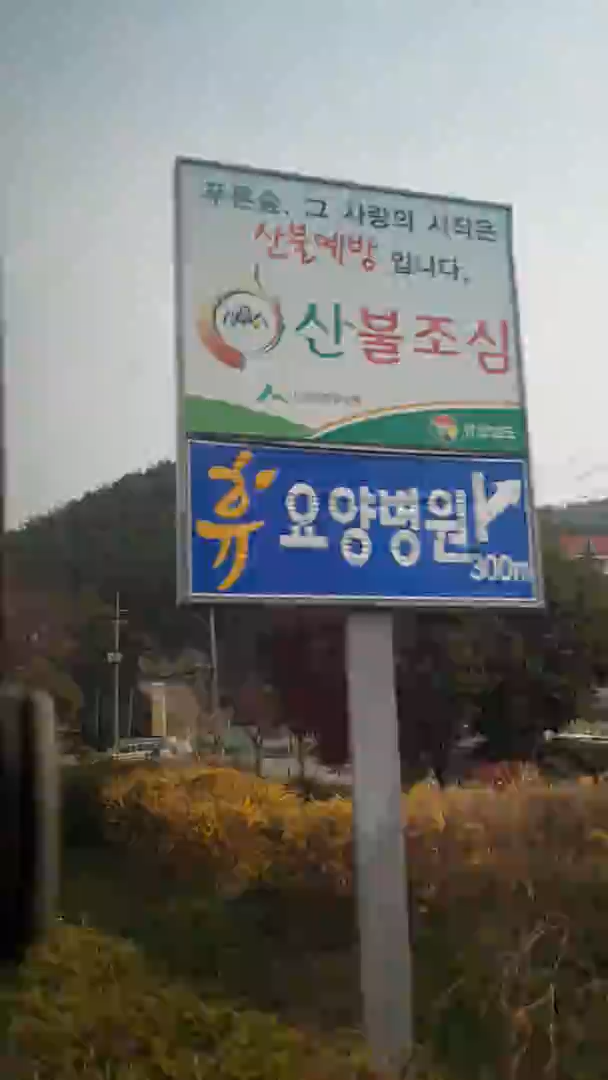 푸른숲, 그 사랑의 시작은
산불예방 입니다.
산불조심
휴 요양병원
300m